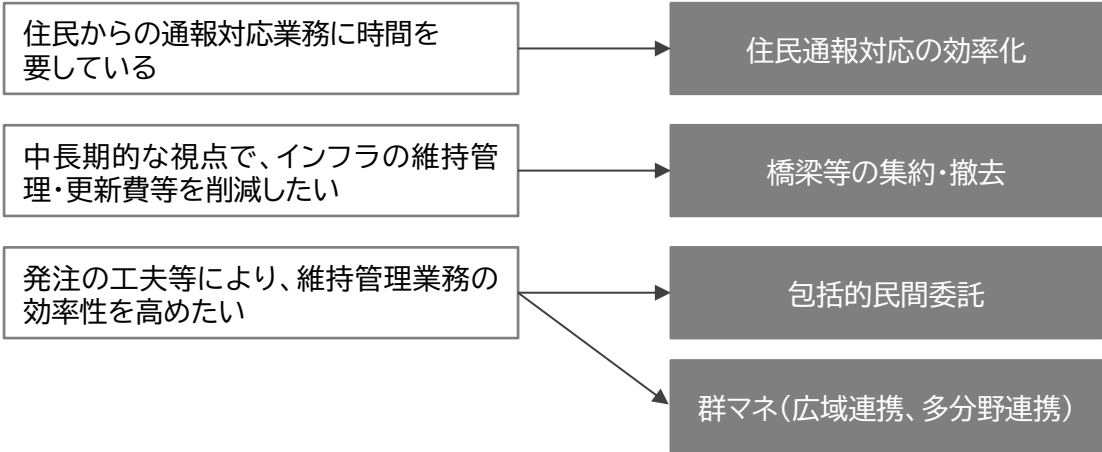 住民からの通報対応業務に時間を
要している
住民通報対応の効率化
中長期的な視点で、インフラの維持管
理・更新費等を削減したい
橋梁等の集約・撤去
発注の工夫等により、維持管理業務の
効率性を高めたい
包括的民間委託
群マネ(広域連携、多分野連携)